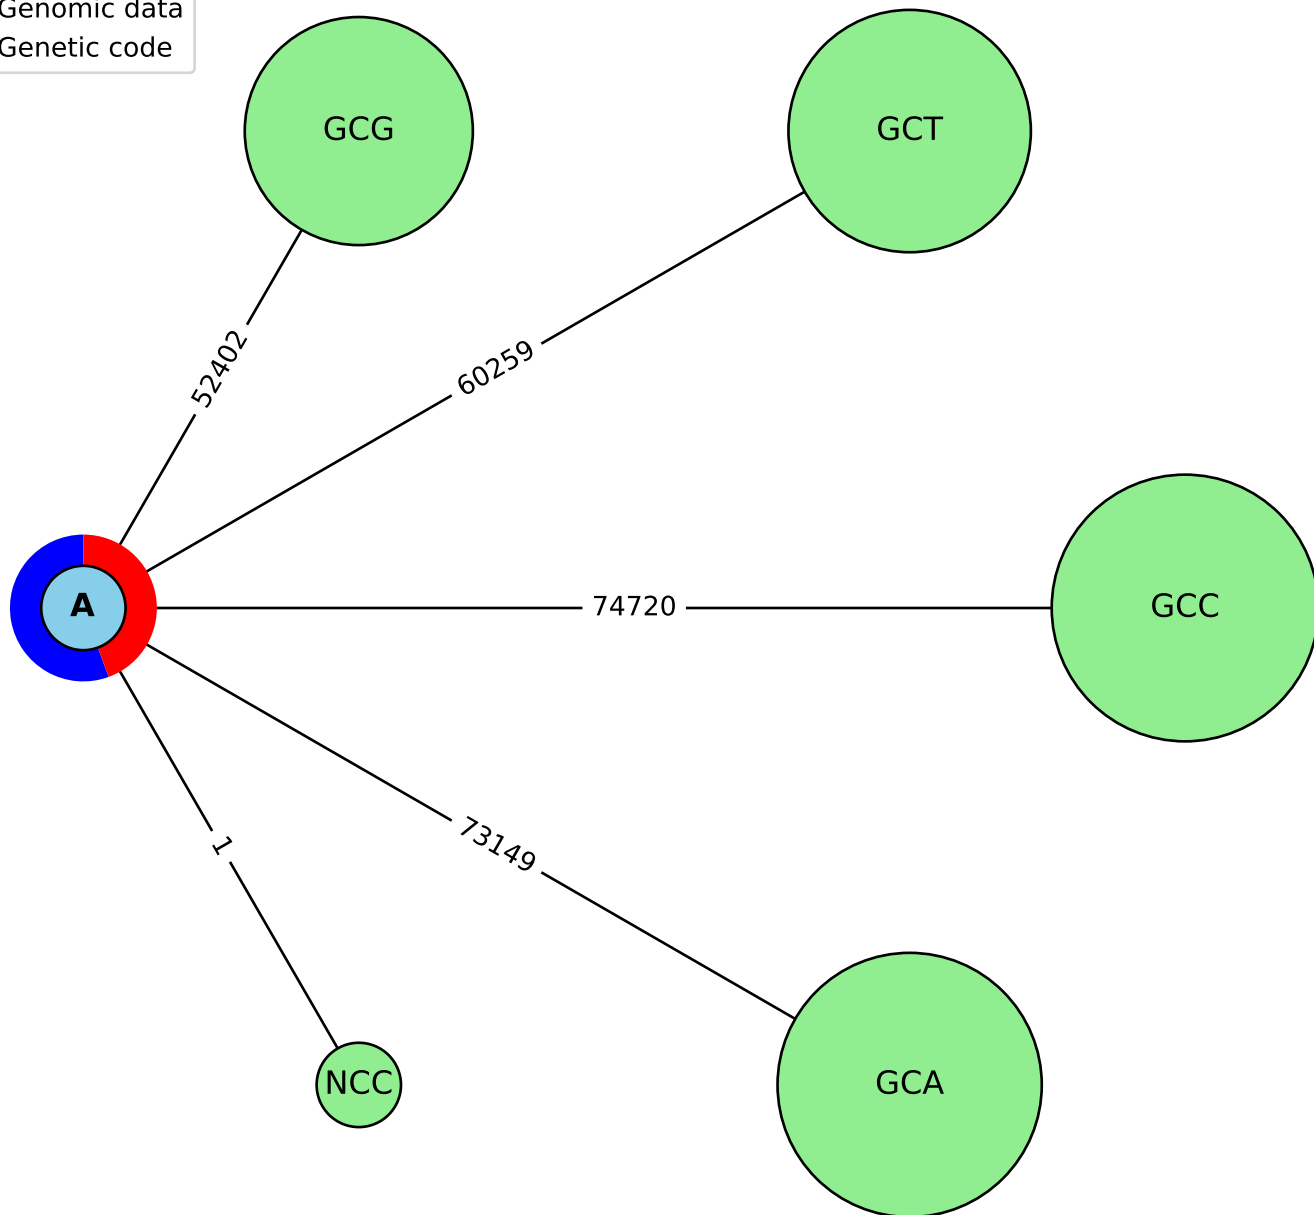 Genomic data
Genetic code
GCG
GCT
52402
60259
A
74720
GCC
73149
1
NCC
GCA